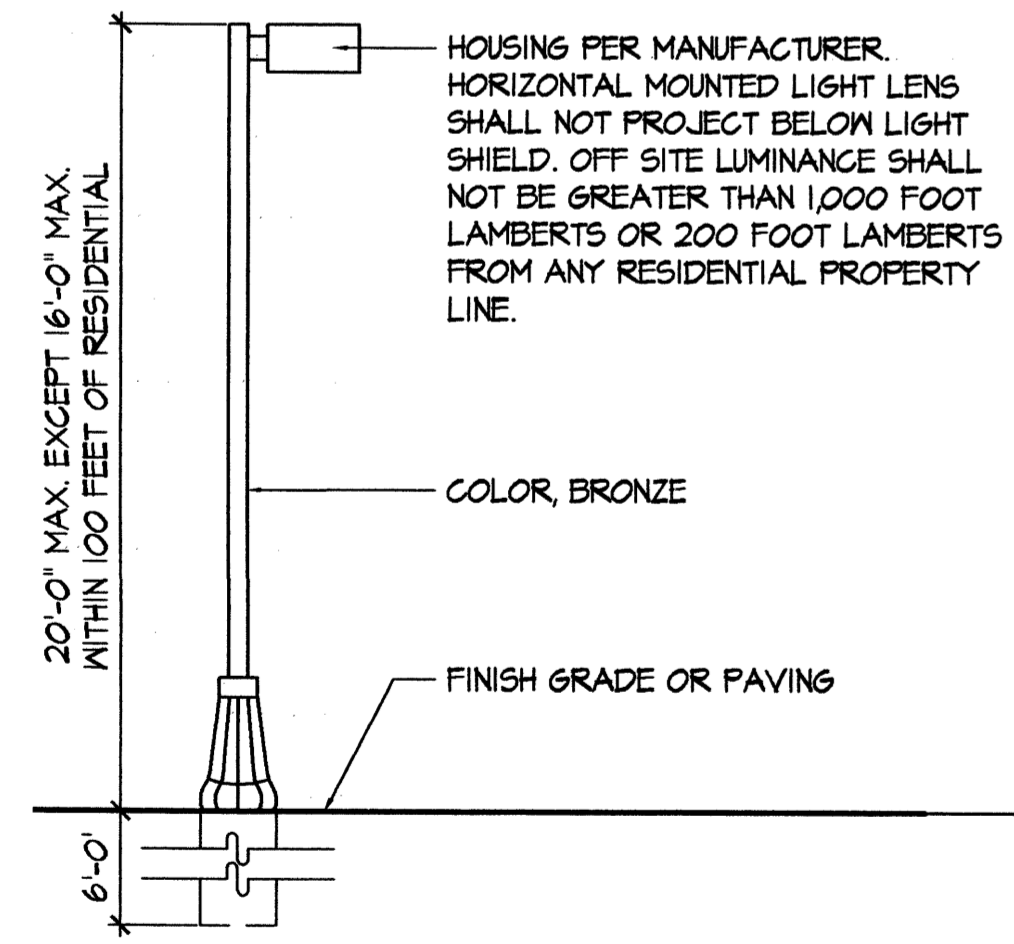 HOUSING PER MANUFACTURER.
HORIZONTAL MOUNTED LIGHT LENS
SHALL NOT PROJECT BELOW LIGHT
SHIELD. OFF SITE LUMINANCE SHALL
NOT BE GREATER THAN 1,000 FOOT
LAMBERTS OR 200 FOOT LAMBERTS
FROM ANY RESIDENTIAL PROPERTY
LINE.
20'-0" MAX. EXCEPT 16'-0" MAX.
WITHIN 100 FEET OF RESIDENTIAL
COLOR, BRONZE
FINISH GRADE OR PAVING
6'-0'